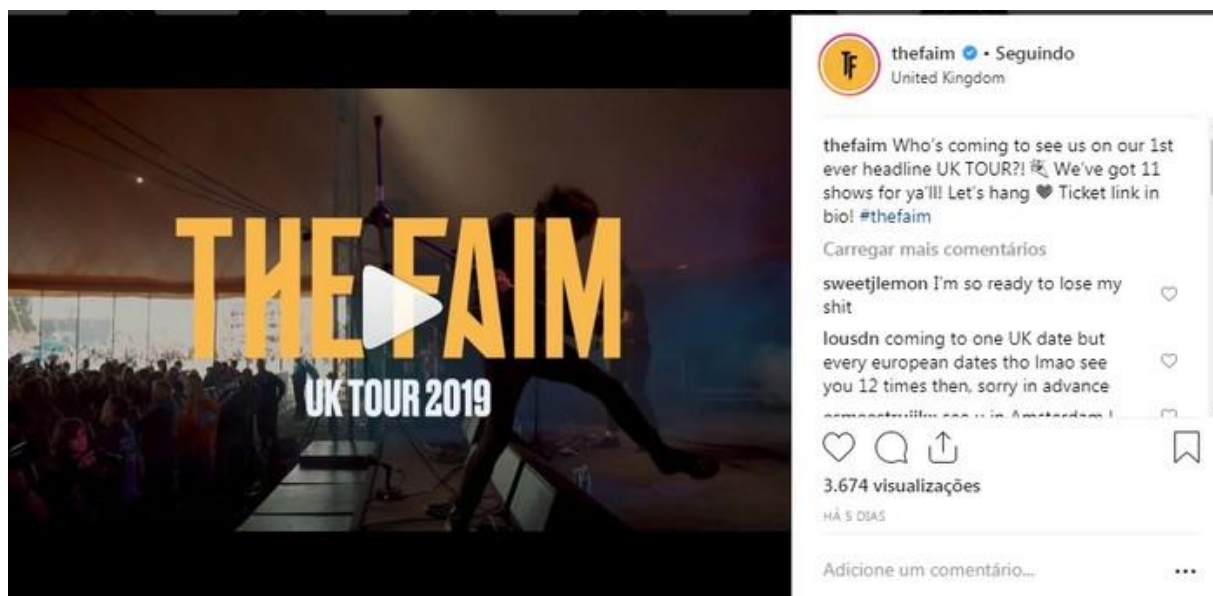 THE FAIM
UK TOUR 2019
TF
thefaim • Seguindo
United Kingdom
thefaim Who's coming to see us on our 1st
ever headline UK TOUR?! We've got 11
shows for ya'll! Let's hang 🖤 Ticket link in
bio! #thefaim
Carregar mais comentários
sweetjlemon I'm so ready to lose my
shit
lousdn coming to one UK date but
every european dates tho lmao see
you 12 times then, sorry in advance
see u in Amsterdam I
3.674 visualizações
HÁ 5 DIAS
Adicione um comentário...